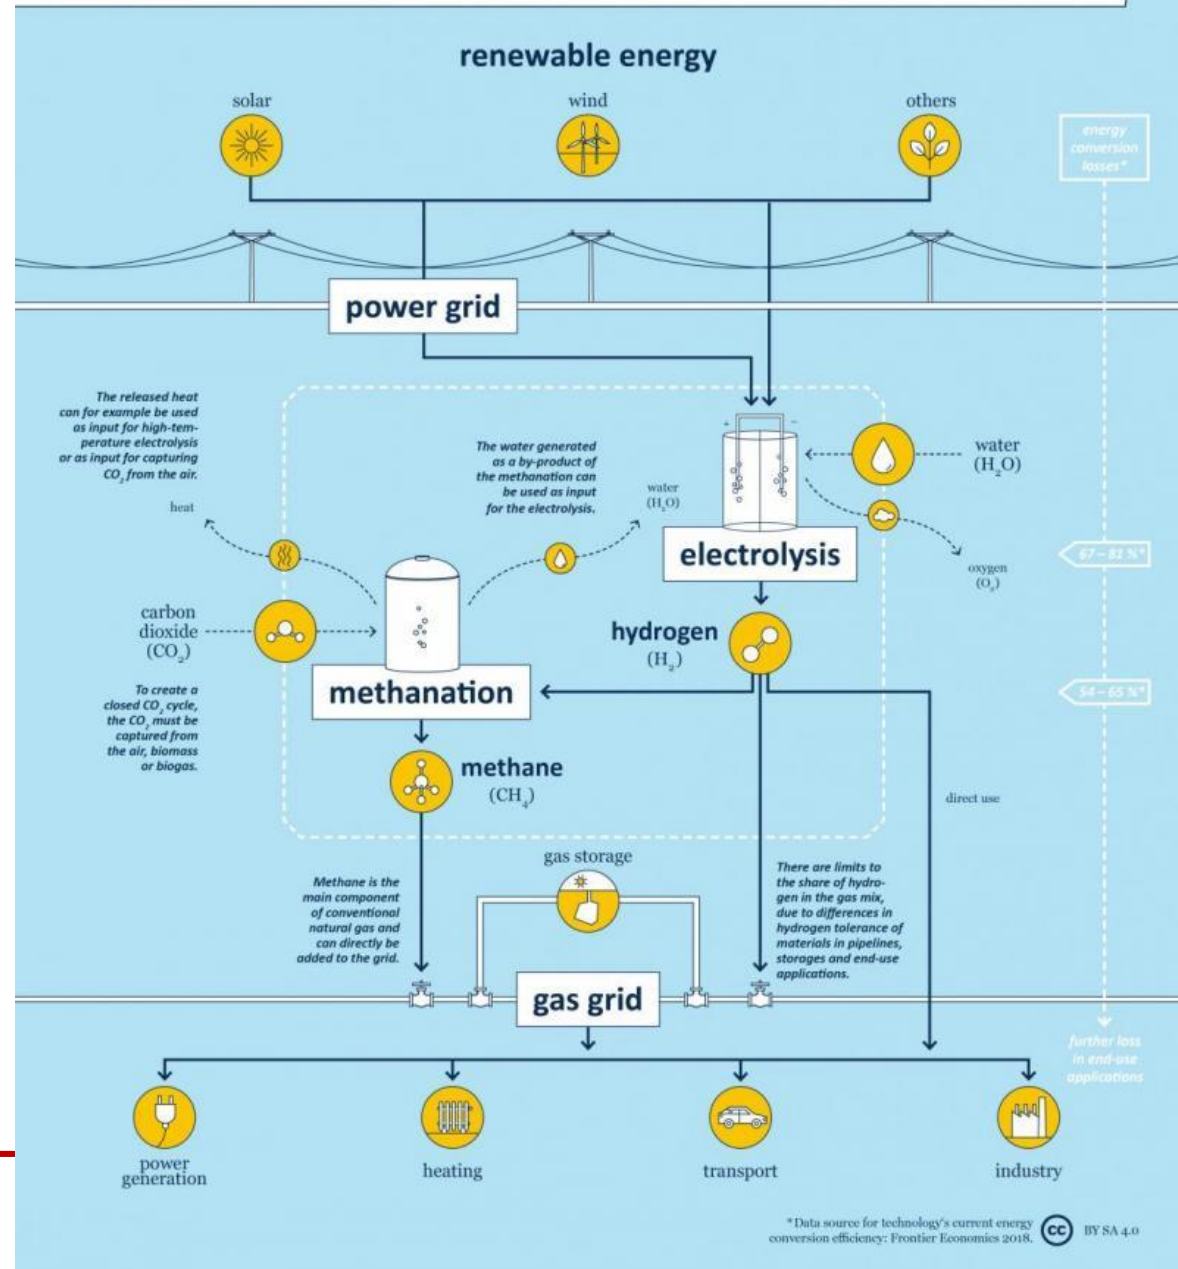 renewable energy
solar
wind
others
energy
conversion
losses*
power grid
The released heat
can for example be used
as input for high-tem-
perature electrolysis
or as input for capturing
CO₂ from the air.
heat
The water generated
as a by-product of
the methanation can
be used as input
for the electrolysis.
water
(H₂O)
+
−
water
(H₂O)
electrolysis
oxygen
(O₂)
67 – 81 %*
carbon
dioxide
(CO₂)
hydrogen
(H₂)
methanation
54 – 65 %*
To create a
closed CO₂ cycle,
the CO₂ must be
captured from
the air, biomass
or biogas.
methane
(CH₄)
direct use
gas storage
Methane is the
main component
of conventional
natural gas and
can directly be
added to the grid.
There are limits to
the share of hydro-
gen in the gas mix,
due to differences in
hydrogen tolerance of
materials in pipelines,
storages and end-use
applications.
gas grid
further loss
in end-use
applications
power
generation
heating
transport
industry
*Data source for technology's current energy
conversion efficiency: Frontier Economics 2018.
cc
BY SA 4.0